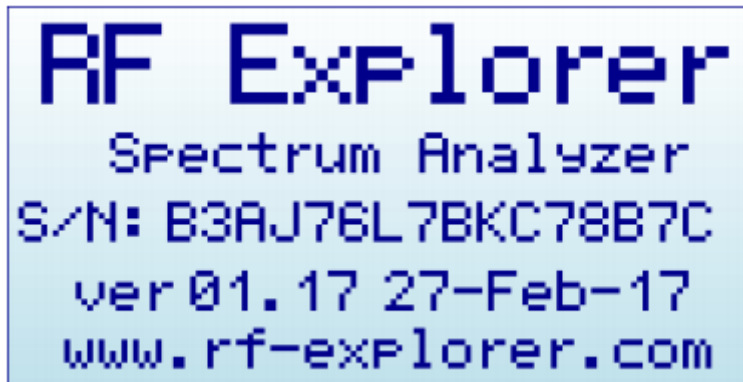 RF Explorer
Spectrum Analyzer
S/N: B3AJ76L7BKC78B7C
ver 01.17 27-Feb-17
www.rf-explorer.com